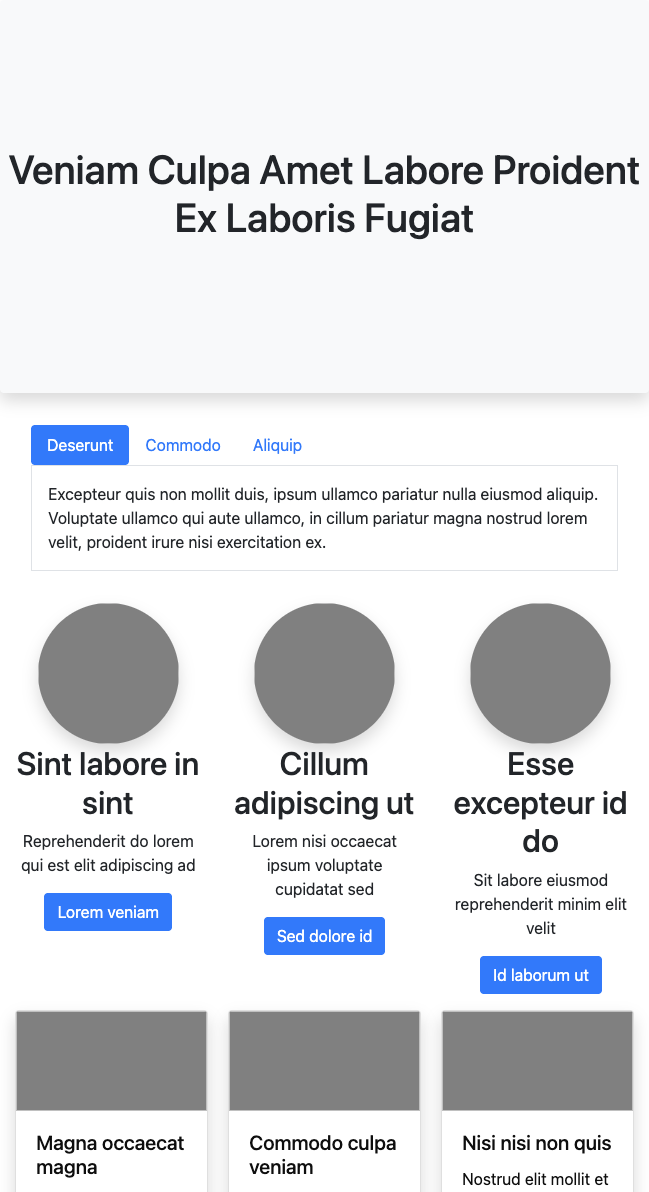 Veniam Culpa Amet Labore Proident
Ex Laboris Fugiat
Deserunt Commodo Aliquip
Excepteur quis non mollit duis, ipsum ullamco pariatur nulla eiusmod aliquip.
Voluptate ullamco qui aute ullamco, in cillum pariatur magna nostrud lorem
velit, proident irure nisi exercitation ex.
Sint labore in
sint
Reprehenderit do lorem
qui est elit adipiscing ad
Lorem veniam
Cillum
adipiscing ut
Lorem nisi occaecat
ipsum voluptate
cupidatat sed
Sed dolore id
Esse
excepteur id
do
Sit labore eiusmod
reprehenderit minim elit
velit
Id laborum ut
Magna occaecat
magna
Commodo culpa
veniam
Nisi nisi non quis
Nostrud elit mollit et